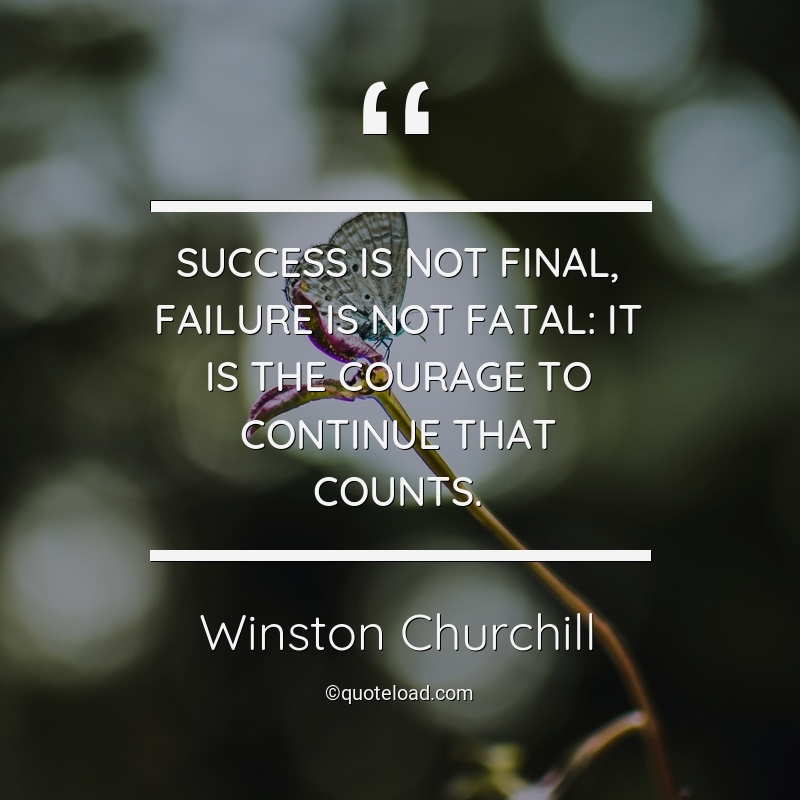 “
SUCCESS IS NOT FINAL,
FAILURE IS NOT FATAL: IT
IS THE COURAGE TO
CONTINUE THAT
COUNTS.
Winston Churchill
©quoteload.com